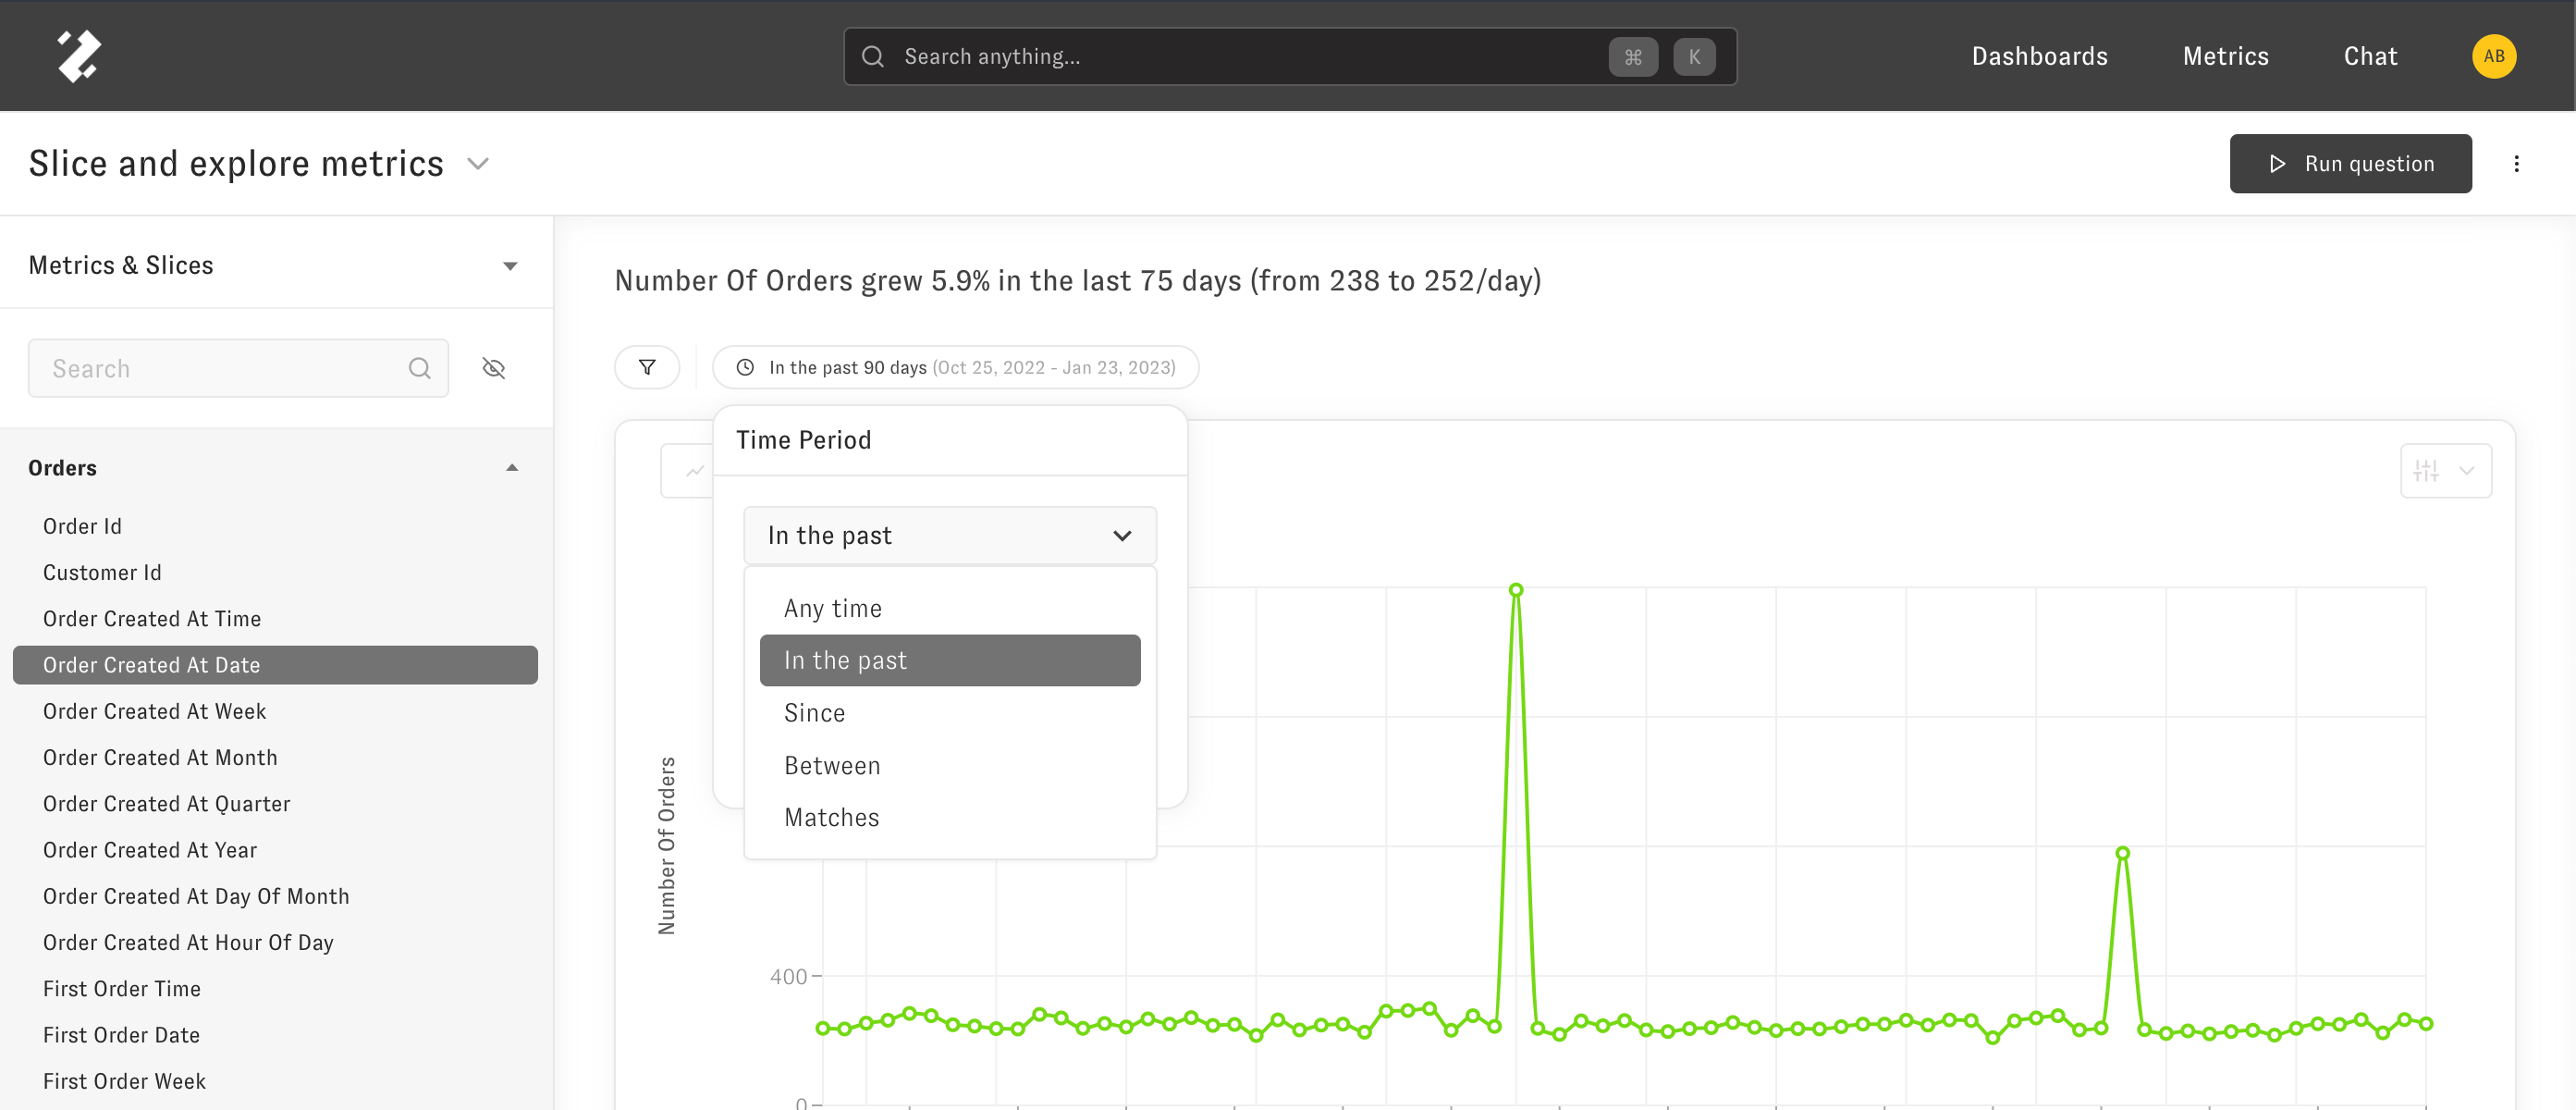 Search anything...
⌘ K
Dashboards
Metrics
Chat
AB
Slice and explore metrics
Run question
Metrics & Slices
Search
Orders
Order Id
Customer Id
Order Created At Time
Order Created At Date
Order Created At Week
Order Created At Month
Order Created At Quarter
Order Created At Year
Order Created At Day Of Month
Order Created At Hour Of Day
First Order Time
First Order Date
First Order Week
Number Of Orders grew 5.9% in the last 75 days (from 238 to 252/day)
In the past 90 days (Oct 25, 2022 - Jan 23, 2023)
Time Period
In the past
Any time
In the past
Since
Between
Matches
Number Of Orders
400
0